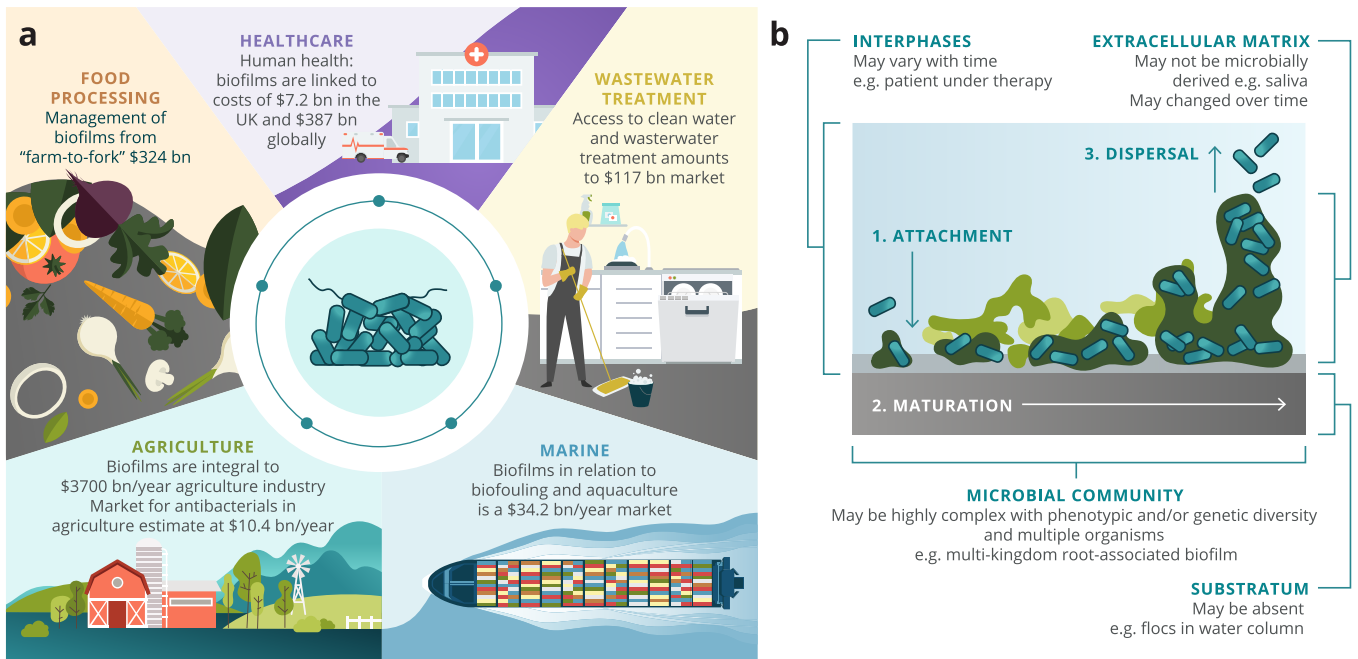 a
FOOD
PROCESSING
Management of
biofilms from
“farm-to-fork” $324 bn
HEALTHCARE
Human health:
biofilms are linked to
costs of $7.2 bn in the
UK and $387 bn
globally
WASTEWATER
TREATMENT
Access to clean water
and wasterwater
treatment amounts
to $117 bn market
AGRICULTURE
Biofilms are integral to
$3700 bn/year agriculture industry
Market for antibacterials in
agriculture estimate at $10.4 bn/year
MARINE
Biofilms in relation to
biofouling and aquaculture
is a $34.2 bn/year market
b
INTERPHASES
May vary with time
e.g. patient under therapy
EXTRACELLULAR MATRIX
May not be microbially
derived e.g. saliva
May changed over time
3. DISPERSAL
1. ATTACHMENT
2. MATURATION
MICROBIAL COMMUNITY
May be highly complex with phenotypic and/or genetic diversity
and multiple organisms
e.g. multi-kingdom root-associated biofilm
SUBSTRATUM
May be absent
e.g. flocs in water column